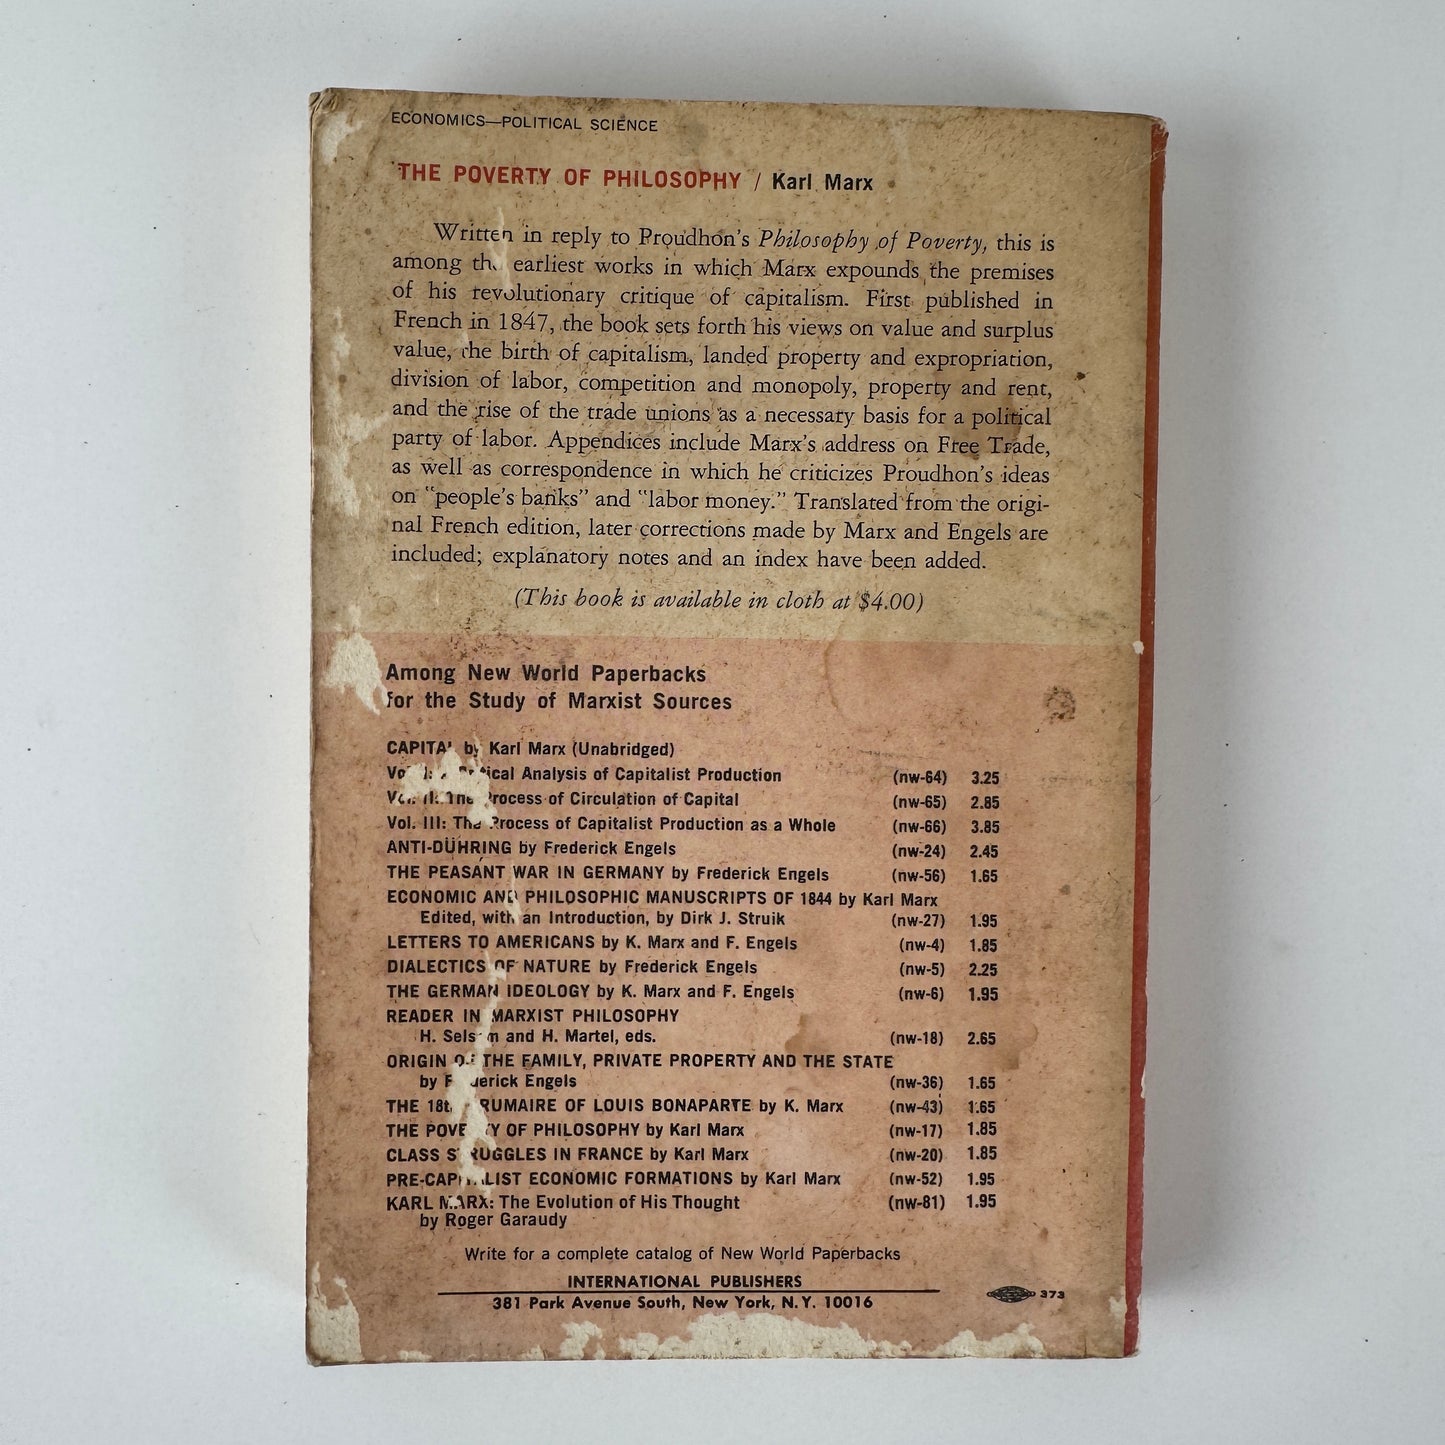 ECONOMICS—POLITICAL SCIENCE
THE POVERTY OF PHILOSOPHY / Karl Marx
Written in reply to Proudhon's Philosophy of Poverty, this is
among the earliest works in which Marx expounds the premises
of his revolutionary critique of capitalism. First published in
French in 1847, the book sets forth his views on value and surplus
value, the birth of capitalism, landed property and expropriation,
division of labor, competition and monopoly, property and rent,
and the rise of the trade unions as a necessary basis for a political
party of labor. Appendices include Marx's address on Free Trade,
as well as correspondence in which he criticizes Proudhon's ideas
on "people's banks" and "labor money." Translated from the origi-
nal French edition, later corrections made by Marx and Engels are
included; explanatory notes and an index have been added.
(This book is available in cloth at $4.00)
Among New World Paperbacks
for the Study of Marxist Sources
CAPITAL by Karl Marx (Unabridged)
Vol. I: A Critical Analysis of Capitalist Production (nw-64) 3.25
Vol. II: The Process of Circulation of Capital (nw-65) 2.85
Vol. III: The Process of Capitalist Production as a Whole (nw-66) 3.85
ANTI-DÜHRING by Frederick Engels (nw-24) 2.45
THE PEASANT WAR IN GERMANY by Frederick Engels (nw-56) 1.65
ECONOMIC AND PHILOSOPHIC MANUSCRIPTS OF 1844 by Karl Marx
Edited, with an Introduction, by Dirk J. Struik (nw-27) 1.95
LETTERS TO AMERICANS by K. Marx and F. Engels (nw-4) 1.85
DIALECTICS OF NATURE by Frederick Engels (nw-5) 2.25
THE GERMAN IDEOLOGY by K. Marx and F. Engels (nw-6) 1.95
READER IN MARXIST PHILOSOPHY
H. Selsam and H. Martel, eds. (nw-18) 2.65
ORIGIN OF THE FAMILY, PRIVATE PROPERTY AND THE STATE
by Frederick Engels (nw-36) 1.65
THE 18th BRUMAIRE OF LOUIS BONAPARTE by K. Marx (nw-43) 1.65
THE POVERTY OF PHILOSOPHY by Karl Marx (nw-17) 1.85
CLASS STRUGGLES IN FRANCE by Karl Marx (nw-20) 1.85
PRE-CAPITALIST ECONOMIC FORMATIONS by Karl Marx (nw-52) 1.95
KARL MARX: The Evolution of His Thought (nw-81) 1.95
by Roger Garaudy
Write for a complete catalog of New World Paperbacks
INTERNATIONAL PUBLISHERS
381 Park Avenue South, New York, N.Y. 10016
373